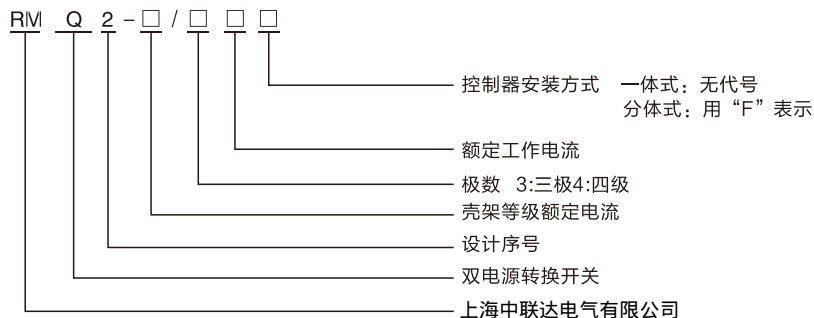 RM Q 2-□/□ □ □
控制器安装方式 一体式：无代号
分体式：用“F”表示
额定工作电流
极数 3:三极4:四级
壳架等级额定电流
设计序号
双电源转换开关
上海中联达电气有限公司